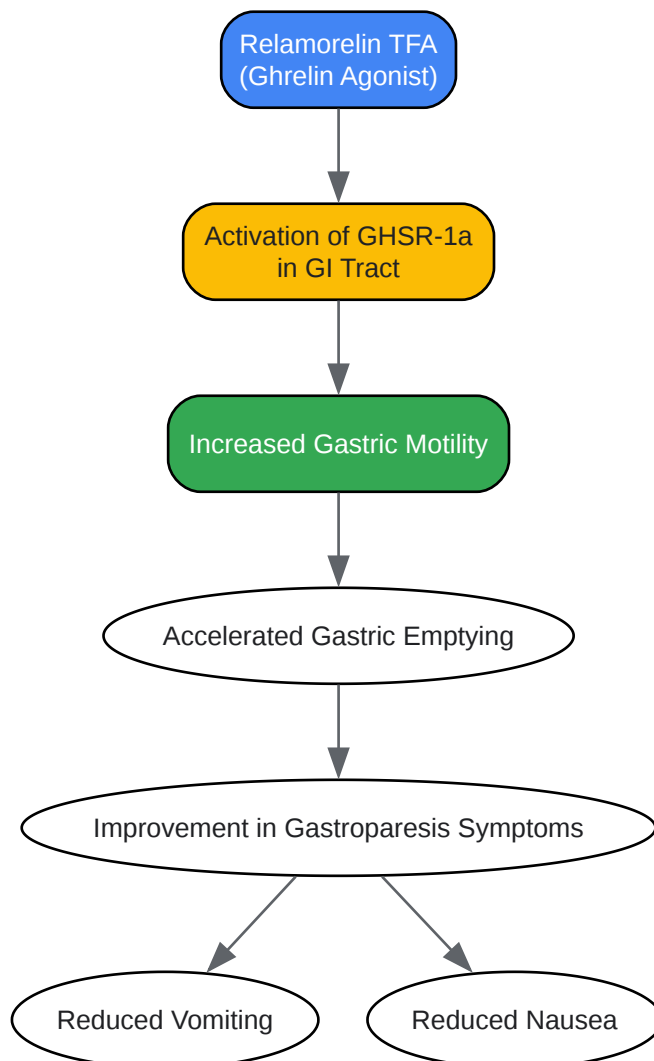 Relamorelin TFA
(Ghrelin Agonist)
Activation of GHSR-1a
in GI Tract
Increased Gastric Motility
Accelerated Gastric Emptying
Improvement in Gastroparesis Symptoms
Reduced Vomiting
Reduced Nausea